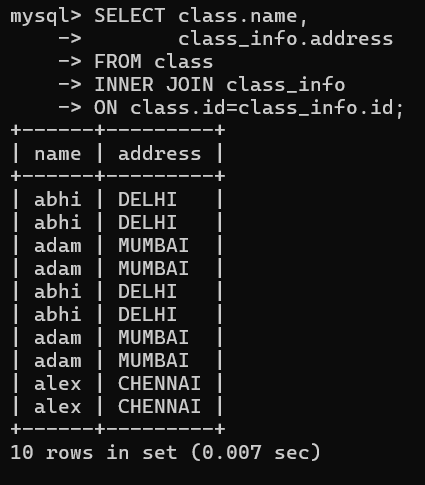 mysql> SELECT class.name,
    ->        class_info.address
    -> FROM class
    -> INNER JOIN class_info
    -> ON class.id=class_info.id;
+------+---------+
| name | address |
+------+---------+
| abhi | DELHI   |
| abhi | DELHI   |
| adam | MUMBAI  |
| adam | MUMBAI  |
| abhi | DELHI   |
| abhi | DELHI   |
| adam | MUMBAI  |
| adam | MUMBAI  |
| alex | CHENNAI |
| alex | CHENNAI |
+------+---------+
10 rows in set (0.007 sec)